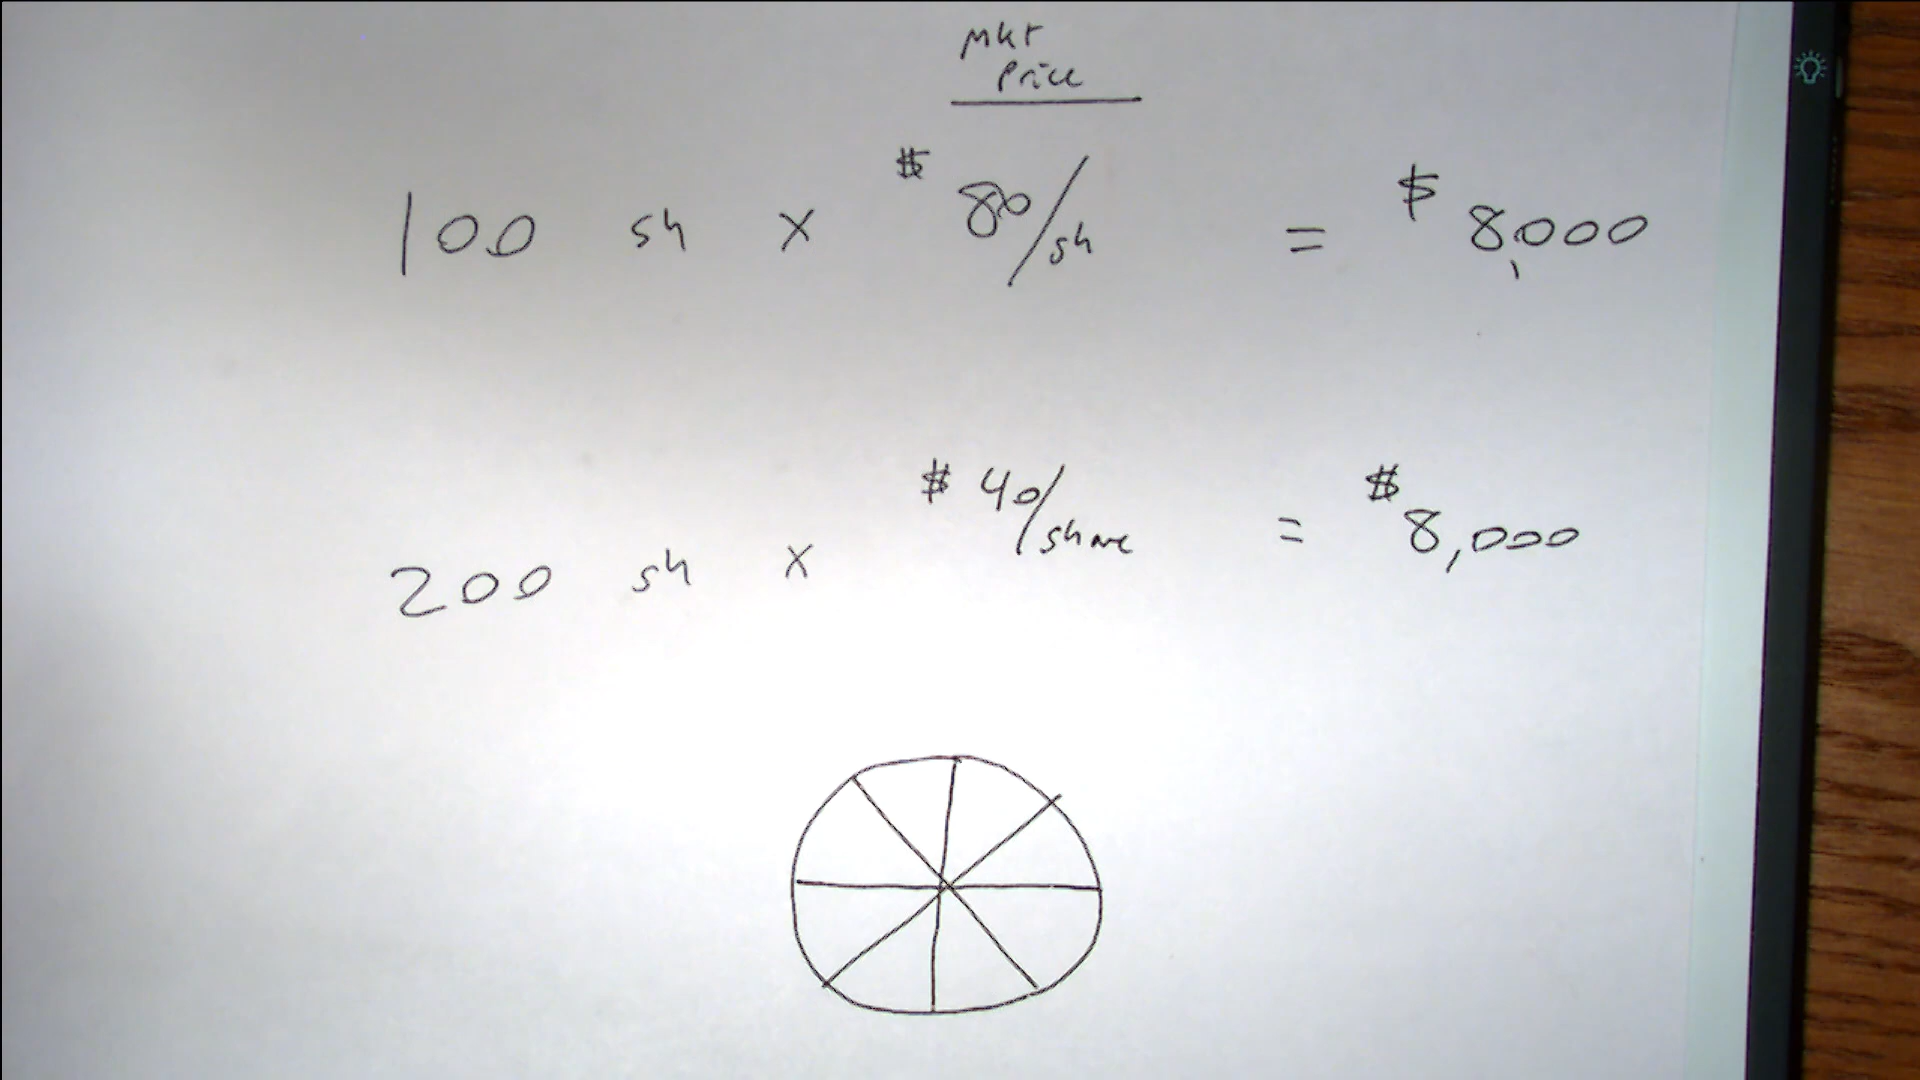 mkt
price
100 sh x $80/sh = $8,000
200 sh x $40/share = $8,000